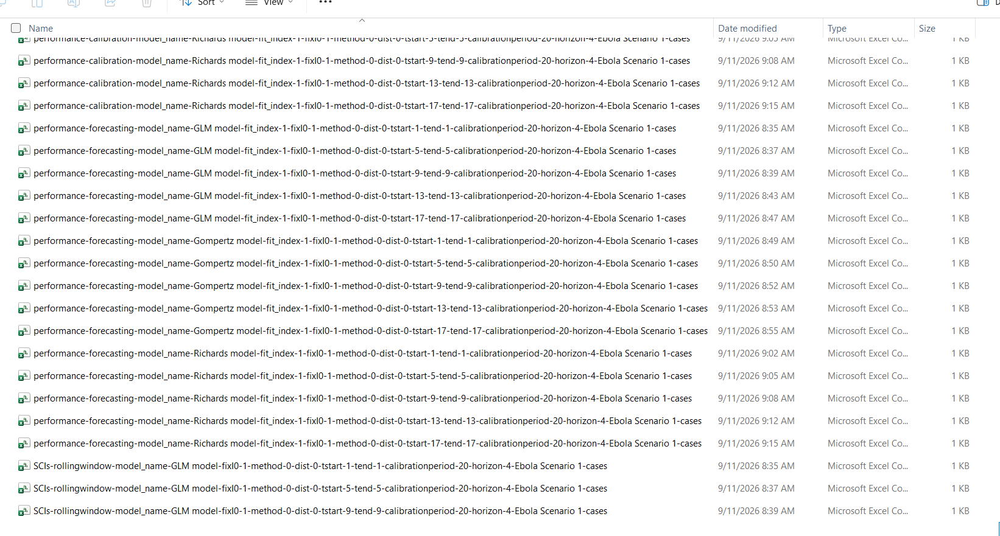 Sort View ...
Name Date modified Type Size
performance-calibration-model_name-Richards model-fit_index-1-fixI0-1-method-0-dist-0-tstart-5-tend-5-calibrationperiod-20-horizon-4-Ebola Scenario 1-cases 9/11/2026 9:05 AM Microsoft Excel Co... 1 KB
performance-calibration-model_name-Richards model-fit_index-1-fixI0-1-method-0-dist-0-tstart-9-tend-9-calibrationperiod-20-horizon-4-Ebola Scenario 1-cases 9/11/2026 9:08 AM Microsoft Excel Co... 1 KB
performance-calibration-model_name-Richards model-fit_index-1-fixI0-1-method-0-dist-0-tstart-13-tend-13-calibrationperiod-20-horizon-4-Ebola Scenario 1-cases 9/11/2026 9:12 AM Microsoft Excel Co... 1 KB
performance-calibration-model_name-Richards model-fit_index-1-fixI0-1-method-0-dist-0-tstart-17-tend-17-calibrationperiod-20-horizon-4-Ebola Scenario 1-cases 9/11/2026 9:15 AM Microsoft Excel Co... 1 KB
performance-forecasting-model_name-GLM model-fit_index-1-fixI0-1-method-0-dist-0-tstart-1-tend-1-calibrationperiod-20-horizon-4-Ebola Scenario 1-cases 9/11/2026 8:35 AM Microsoft Excel Co... 1 KB
performance-forecasting-model_name-GLM model-fit_index-1-fixI0-1-method-0-dist-0-tstart-5-tend-5-calibrationperiod-20-horizon-4-Ebola Scenario 1-cases 9/11/2026 8:37 AM Microsoft Excel Co... 1 KB
performance-forecasting-model_name-GLM model-fit_index-1-fixI0-1-method-0-dist-0-tstart-9-tend-9-calibrationperiod-20-horizon-4-Ebola Scenario 1-cases 9/11/2026 8:39 AM Microsoft Excel Co... 1 KB
performance-forecasting-model_name-GLM model-fit_index-1-fixI0-1-method-0-dist-0-tstart-13-tend-13-calibrationperiod-20-horizon-4-Ebola Scenario 1-cases 9/11/2026 8:43 AM Microsoft Excel Co... 1 KB
performance-forecasting-model_name-GLM model-fit_index-1-fixI0-1-method-0-dist-0-tstart-17-tend-17-calibrationperiod-20-horizon-4-Ebola Scenario 1-cases 9/11/2026 8:47 AM Microsoft Excel Co... 1 KB
performance-forecasting-model_name-Gompertz model-fit_index-1-fixI0-1-method-0-dist-0-tstart-1-tend-1-calibrationperiod-20-horizon-4-Ebola Scenario 1-cases 9/11/2026 8:49 AM Microsoft Excel Co... 1 KB
performance-forecasting-model_name-Gompertz model-fit_index-1-fixI0-1-method-0-dist-0-tstart-5-tend-5-calibrationperiod-20-horizon-4-Ebola Scenario 1-cases 9/11/2026 8:50 AM Microsoft Excel Co... 1 KB
performance-forecasting-model_name-Gompertz model-fit_index-1-fixI0-1-method-0-dist-0-tstart-9-tend-9-calibrationperiod-20-horizon-4-Ebola Scenario 1-cases 9/11/2026 8:52 AM Microsoft Excel Co... 1 KB
performance-forecasting-model_name-Gompertz model-fit_index-1-fixI0-1-method-0-dist-0-tstart-13-tend-13-calibrationperiod-20-horizon-4-Ebola Scenario 1-cases 9/11/2026 8:53 AM Microsoft Excel Co... 1 KB
performance-forecasting-model_name-Gompertz model-fit_index-1-fixI0-1-method-0-dist-0-tstart-17-tend-17-calibrationperiod-20-horizon-4-Ebola Scenario 1-cases 9/11/2026 8:55 AM Microsoft Excel Co... 1 KB
performance-forecasting-model_name-Richards model-fit_index-1-fixI0-1-method-0-dist-0-tstart-1-tend-1-calibrationperiod-20-horizon-4-Ebola Scenario 1-cases 9/11/2026 9:02 AM Microsoft Excel Co... 1 KB
performance-forecasting-model_name-Richards model-fit_index-1-fixI0-1-method-0-dist-0-tstart-5-tend-5-calibrationperiod-20-horizon-4-Ebola Scenario 1-cases 9/11/2026 9:05 AM Microsoft Excel Co... 1 KB
performance-forecasting-model_name-Richards model-fit_index-1-fixI0-1-method-0-dist-0-tstart-9-tend-9-calibrationperiod-20-horizon-4-Ebola Scenario 1-cases 9/11/2026 9:08 AM Microsoft Excel Co... 1 KB
performance-forecasting-model_name-Richards model-fit_index-1-fixI0-1-method-0-dist-0-tstart-13-tend-13-calibrationperiod-20-horizon-4-Ebola Scenario 1-cases 9/11/2026 9:12 AM Microsoft Excel Co... 1 KB
performance-forecasting-model_name-Richards model-fit_index-1-fixI0-1-method-0-dist-0-tstart-17-tend-17-calibrationperiod-20-horizon-4-Ebola Scenario 1-cases 9/11/2026 9:15 AM Microsoft Excel Co... 1 KB
SCIs-rollingwindow-model_name-GLM model-fixI0-1-method-0-dist-0-tstart-1-tend-1-calibrationperiod-20-horizon-4-Ebola Scenario 1-cases 9/11/2026 8:35 AM Microsoft Excel Co... 1 KB
SCIs-rollingwindow-model_name-GLM model-fixI0-1-method-0-dist-0-tstart-5-tend-5-calibrationperiod-20-horizon-4-Ebola Scenario 1-cases 9/11/2026 8:37 AM Microsoft Excel Co... 1 KB
SCIs-rollingwindow-model_name-GLM model-fixI0-1-method-0-dist-0-tstart-9-tend-9-calibrationperiod-20-horizon-4-Ebola Scenario 1-cases 9/11/2026 8:39 AM Microsoft Excel Co... 1 KB